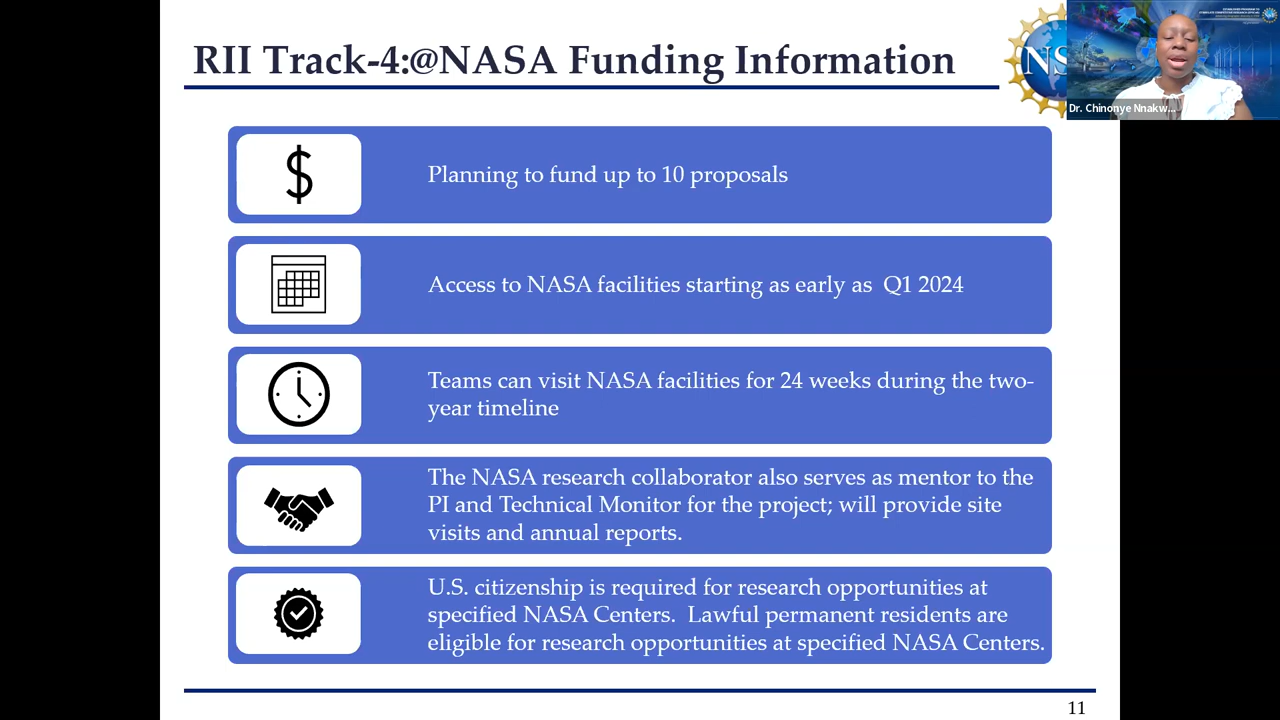 RII Track-4:@NASA Funding Information
NS
Dr. Chinonye Nnakw...
$
Planning to fund up to 10 proposals
Access to NASA facilities starting as early as Q1 2024
Teams can visit NASA facilities for 24 weeks during the two-
year timeline
The NASA research collaborator also serves as mentor to the
PI and Technical Monitor for the project; will provide site
visits and annual reports.
U.S. citizenship is required for research opportunities at
specified NASA Centers. Lawful permanent residents are
eligible for research opportunities at specified NASA Centers.
11